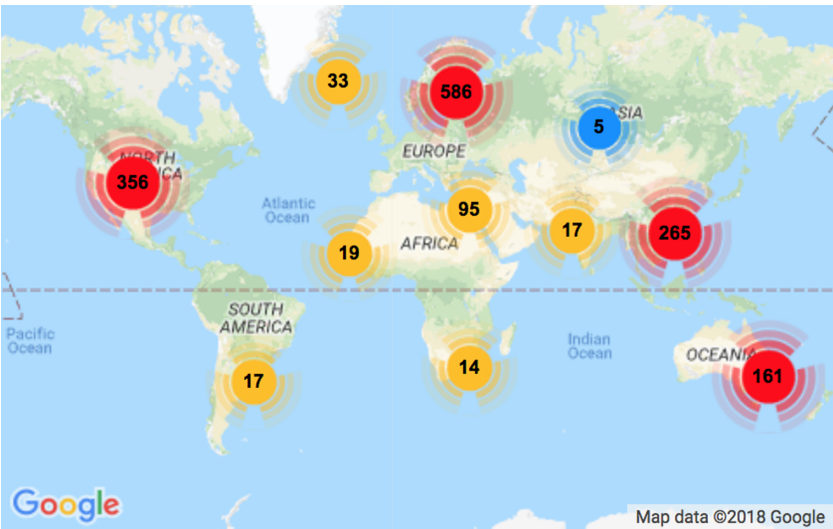 33
586
5
ASIA
NORTH
AMERICA
356
EUROPE
Atlantic
Ocean
95
17
265
AFRICA
19
SOUTH
AMERICA
Pacific
Ocean
Indian
Ocean
OCEANIA
17
14
161
Google
Map data ©2018 Google